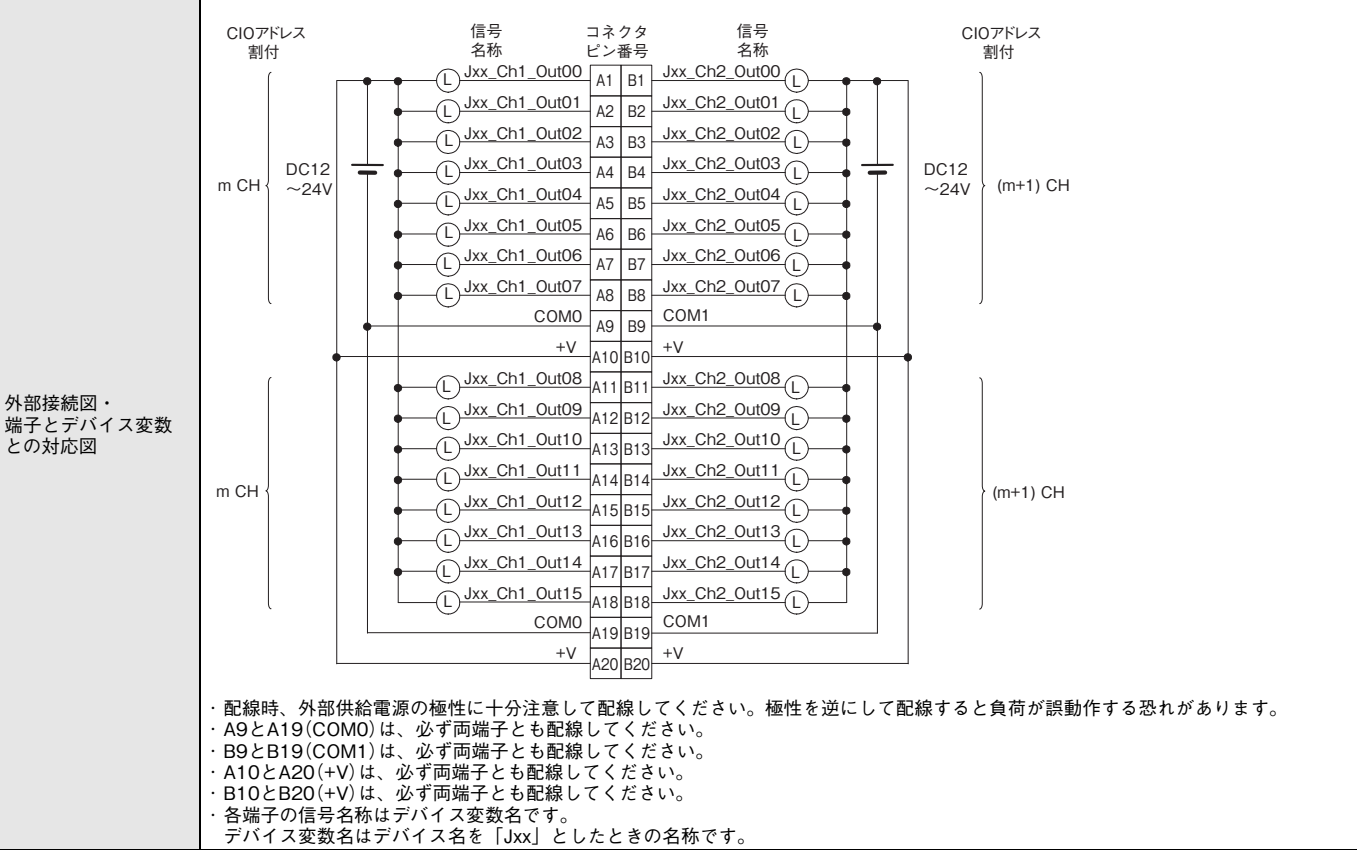 外部接続図・
端子とデバイス変数
との対応図
CIOアドレス
割付
信号
名称
コネクタ
ピン番号
信号
名称
CIOアドレス
割付
L Jxx_Ch1_Out00 A1 B1 Jxx_Ch2_Out00 L
L Jxx_Ch1_Out01 A2 B2 Jxx_Ch2_Out01 L
L Jxx_Ch1_Out02 A3 B3 Jxx_Ch2_Out02 L
L Jxx_Ch1_Out03 A4 B4 Jxx_Ch2_Out03 L
m CH
DC12
～24V
DC12
～24V
(m+1) CH
L Jxx_Ch1_Out04 A5 B5 Jxx_Ch2_Out04 L
L Jxx_Ch1_Out05 A6 B6 Jxx_Ch2_Out05 L
L Jxx_Ch1_Out06 A7 B7 Jxx_Ch2_Out06 L
L Jxx_Ch1_Out07 A8 B8 Jxx_Ch2_Out07 L
COM0 A9 B9 COM1
+V A10 B10 +V
L Jxx_Ch1_Out08 A11 B11 Jxx_Ch2_Out08 L
L Jxx_Ch1_Out09 A12 B12 Jxx_Ch2_Out09 L
L Jxx_Ch1_Out10 A13 B13 Jxx_Ch2_Out10 L
L Jxx_Ch1_Out11 A14 B14 Jxx_Ch2_Out11 L
m CH
(m+1) CH
L Jxx_Ch1_Out12 A15 B15 Jxx_Ch2_Out12 L
L Jxx_Ch1_Out13 A16 B16 Jxx_Ch2_Out13 L
L Jxx_Ch1_Out14 A17 B17 Jxx_Ch2_Out14 L
L Jxx_Ch1_Out15 A18 B18 Jxx_Ch2_Out15 L
COM0 A19 B19 COM1
+V A20 B20 +V
・配線時、外部供給電源の極性に十分注意して配線してください。極性を逆にして配線すると負荷が誤動作する恐れがあります。
・A9とA19(COM0)は、必ず両端子とも配線してください。
・B9とB19(COM1)は、必ず両端子とも配線してください。
・A10とA20(+V)は、必ず両端子とも配線してください。
・B10とB20(+V)は、必ず両端子とも配線してください。
・各端子の信号名称はデバイス変数名です。
デバイス変数名はデバイス名を「Jxx」としたときの名称です。